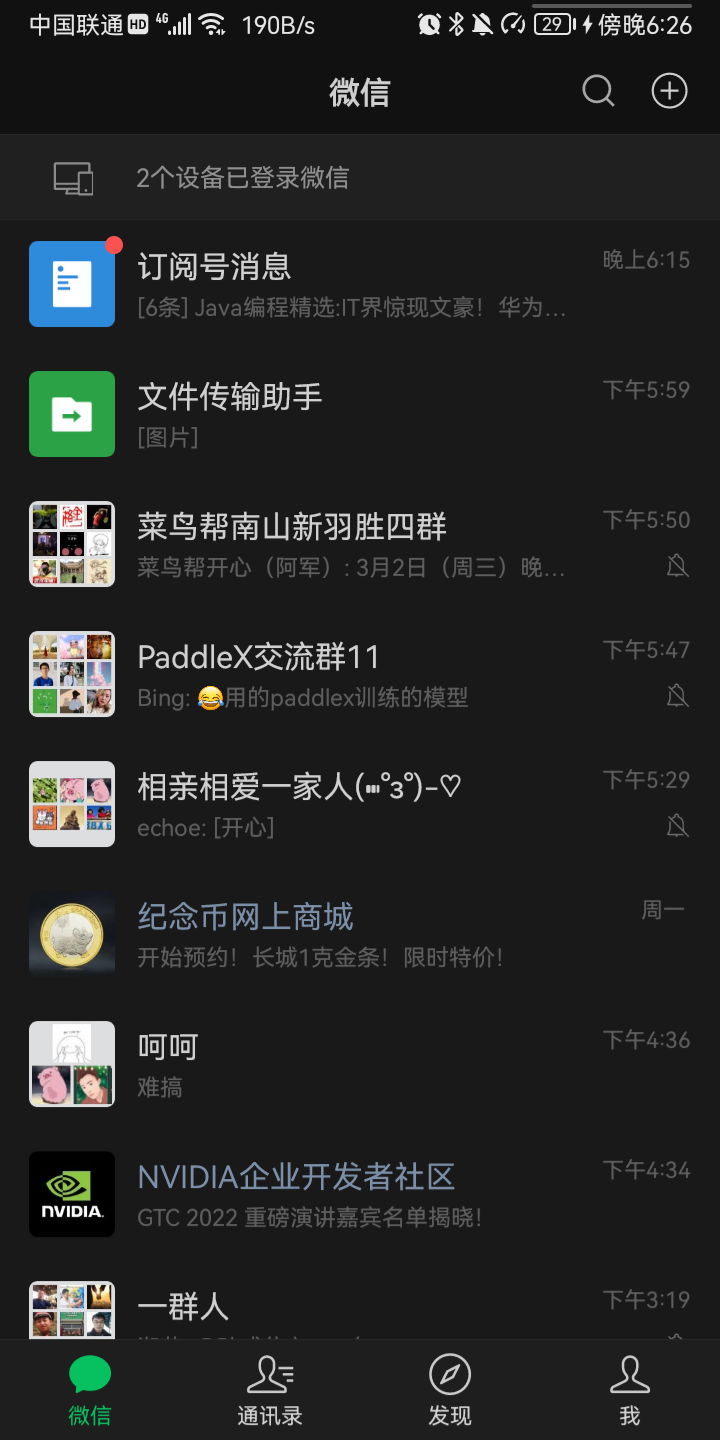 中国联通 HD 4G 190B/s 29 傍晚6:26
微信
2个设备已登录微信
订阅号消息 晚上6:15
[6条] Java编程精选:IT界惊现文豪！华为…
文件传输助手 下午5:59
[图片]
菜鸟帮南山新羽胜四群 下午5:50
菜鸟帮开心（阿军）: 3月2日（周三）晚…
PaddleX交流群11 下午5:47
Bing: 😂用的paddlex训练的模型
相亲相爱一家人(┅˚з˚)-♡ 下午5:29
echoe: [开心]
纪念币网上商城 周一
开始预约！长城1克金条！限时特价！
呵呵 下午4:36
难搞
NVIDIA企业开发者社区 下午4:34
NVIDIA.
GTC 2022 重磅演讲嘉宾名单揭晓！
一群人 下午3:19
微信 通讯录 发现 我